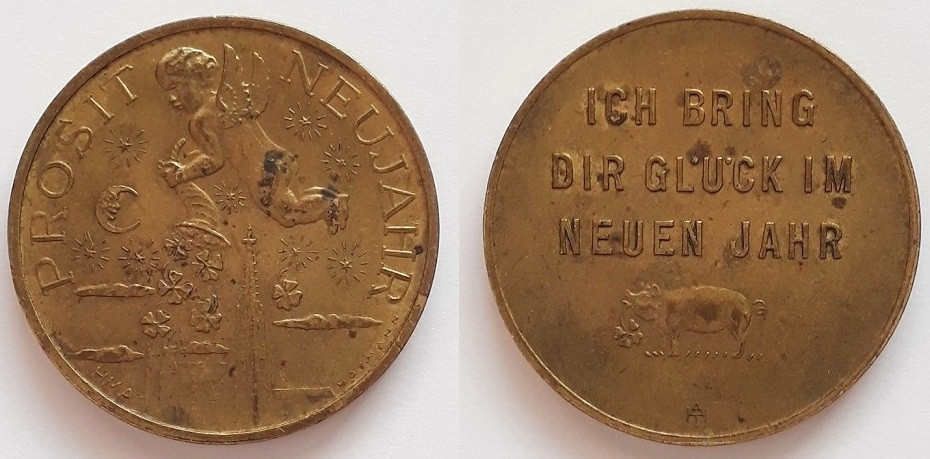 PROSIT NEUJAHR
ICH BRING
DIR GLÜCK IM
NEUEN JAHR